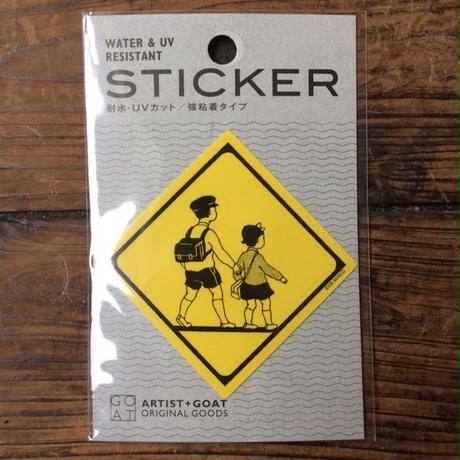 WATER & UV
RESISTANT
STICKER
耐水・UVカット／強粘着タイプ
GOAT
ARTIST+GOAT
ORIGINAL GOODS